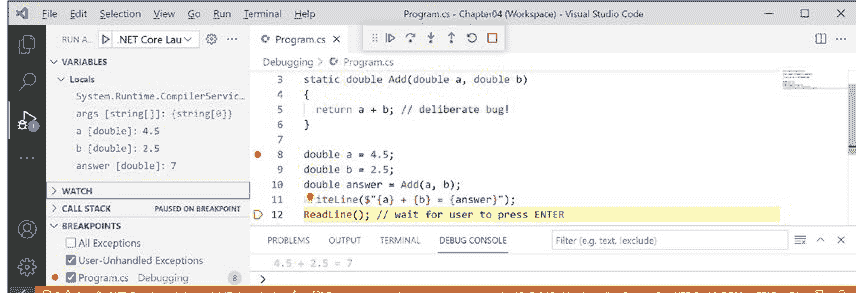 File Edit Selection View Go Run Terminal Help Program.cs - Chapter04 (Workspace) - Visual Studio Code
RUN A... .NET Core Lau
Program.cs
VARIABLES
Locals
System.Runtime.CompilerServic...
args [string[]]: {string[0]}
a [double]: 4.5
b [double]: 2.5
answer [double]: 7
WATCH
CALL STACK PAUSED ON BREAKPOINT
BREAKPOINTS
All Exceptions
User-Unhandled Exceptions
Program.cs Debugging 8
Debugging > Program.cs
3 static double Add(double a, double b)
4 {
5 return a + b; // deliberate bug!
6 }
7
8 double a = 4.5;
9 double b = 2.5;
10 double answer = Add(a, b);
11 iteLine($"{a} + {b} = {answer}");
12 ReadLine(); // wait for user to press ENTER
PROBLEMS OUTPUT TERMINAL DEBUG CONSOLE Filter (e.g. text, !exclude)
4.5 + 2.5 = 7
>